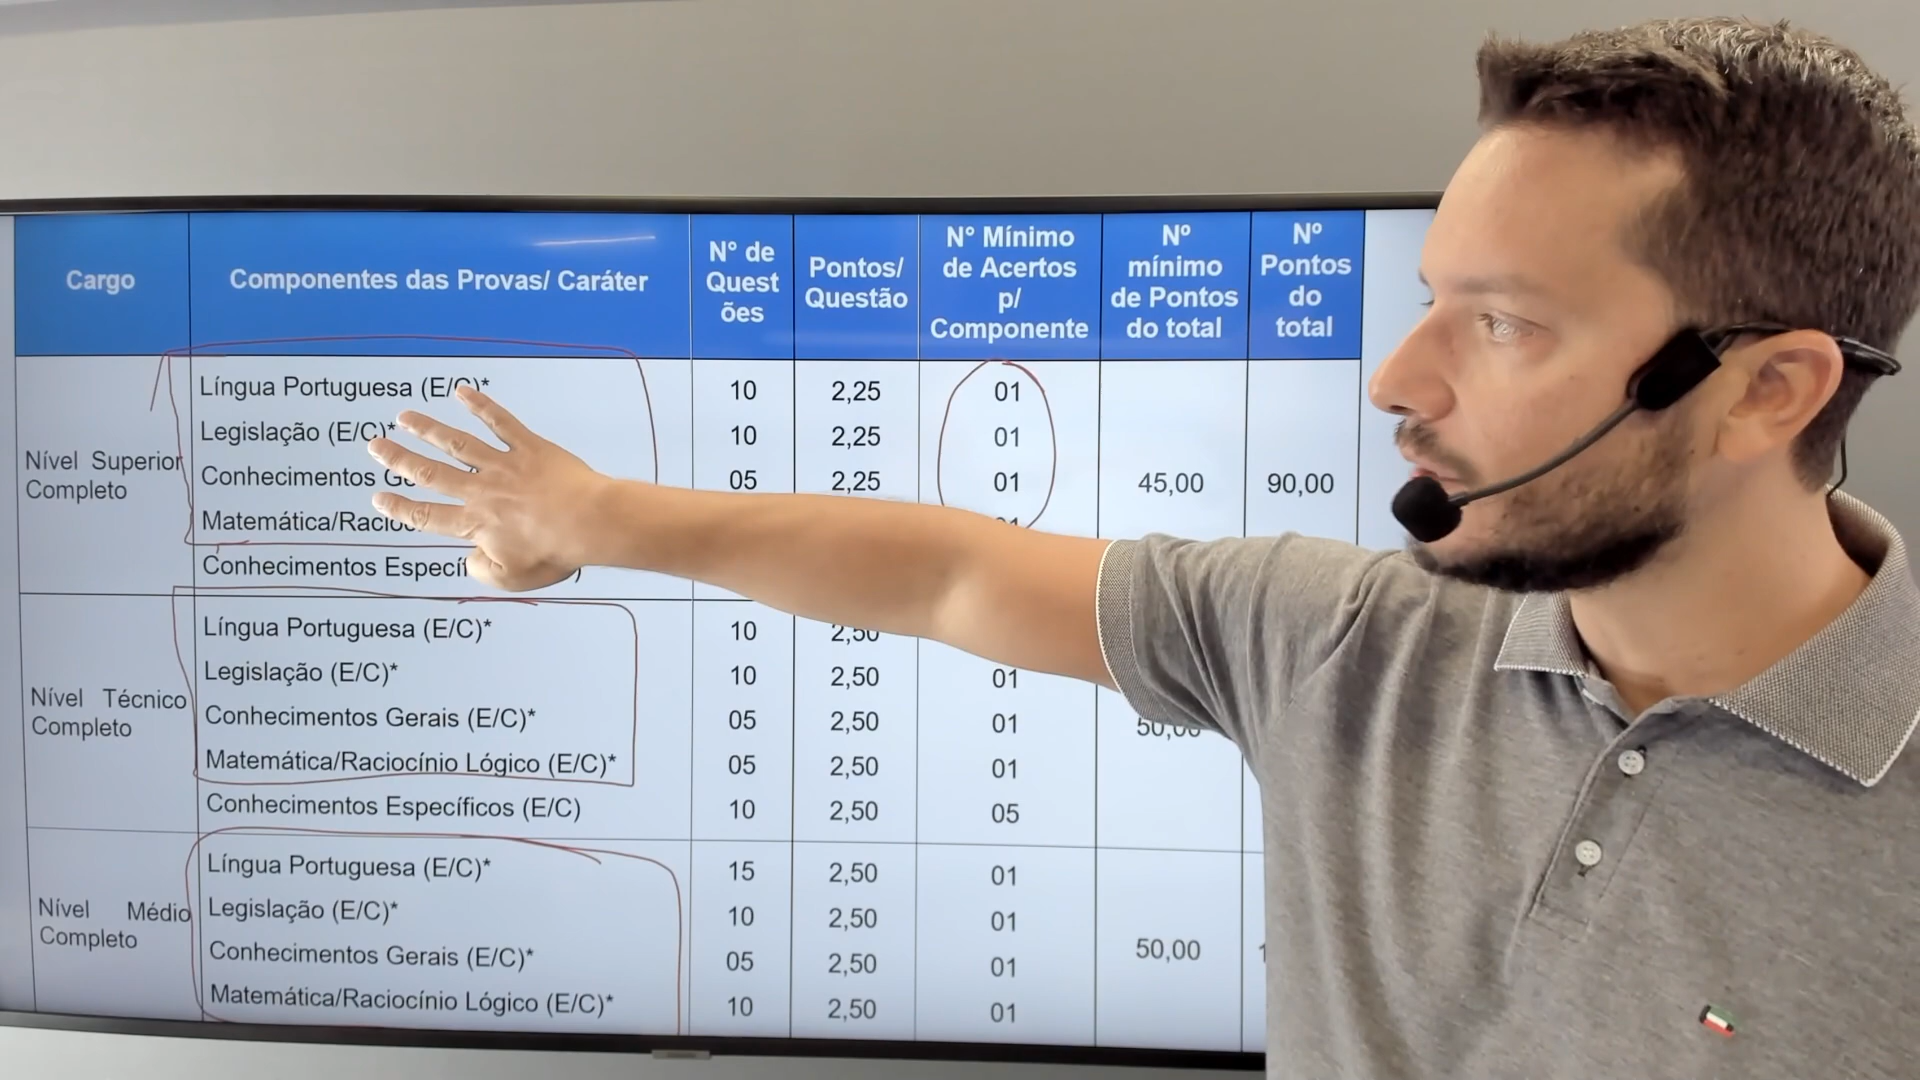 Cargo
Componentes das Provas/ Caráter
N° de
Quest
ões
Pontos/
Questão
N° Mínimo
de Acertos
p/
Componente
Nº
mínimo
de Pontos
do total
Nº
Pontos
do
total
Nível Superior
Completo
Língua Portuguesa (E/C)* 10 2,25 01
Legislação (E/C)* 10 2,25 01
Conhecimentos 05 2,25 01
45,00 90,00
Conhecimentos
Nível Técnico
Completo
Língua Portuguesa (E/C)* 10 2,50
Legislação (E/C)* 10 2,50 01
Conhecimentos Gerais (E/C)* 05 2,50 01
50,00
Matemática/Raciocínio Lógico (E/C)* 05 2,50 01
Conhecimentos Específicos (E/C) 10 2,50 05
Nível Médio
Completo
Língua Portuguesa (E/C)* 15 2,50 01
Legislação (E/C)* 10 2,50 01
Conhecimentos Gerais (E/C)* 05 2,50 01
50,00
Matemática/Raciocínio Lógico (E/C)* 10 2,50 01